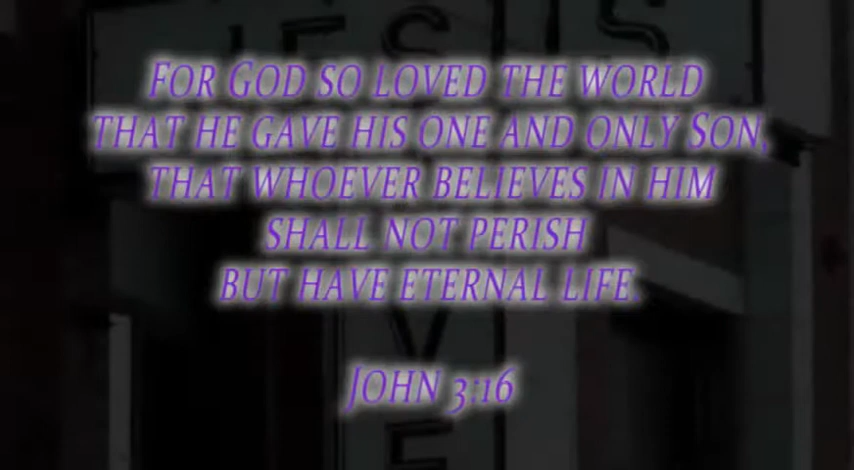 For God so loved the world
that he gave his one and only Son,
that whoever believes in him
shall not perish
but have eternal life.
John 3:16